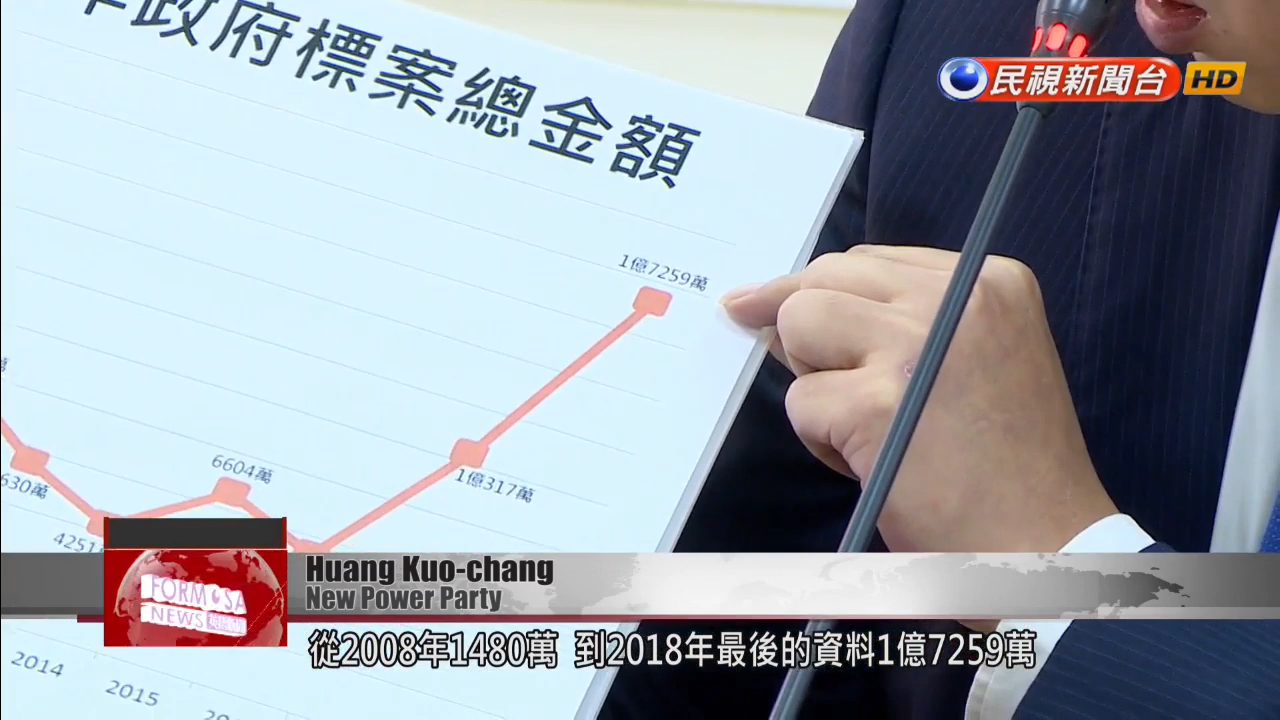 年政府標案總金額
民視新聞台 HD
1億7259萬
1億317萬
6604萬
630萬
4251
FORMOSA
NEWS
Huang Kuo-chang
New Power Party
從2008年1480萬 到2018年最後的資料1億7259萬
2014
2015